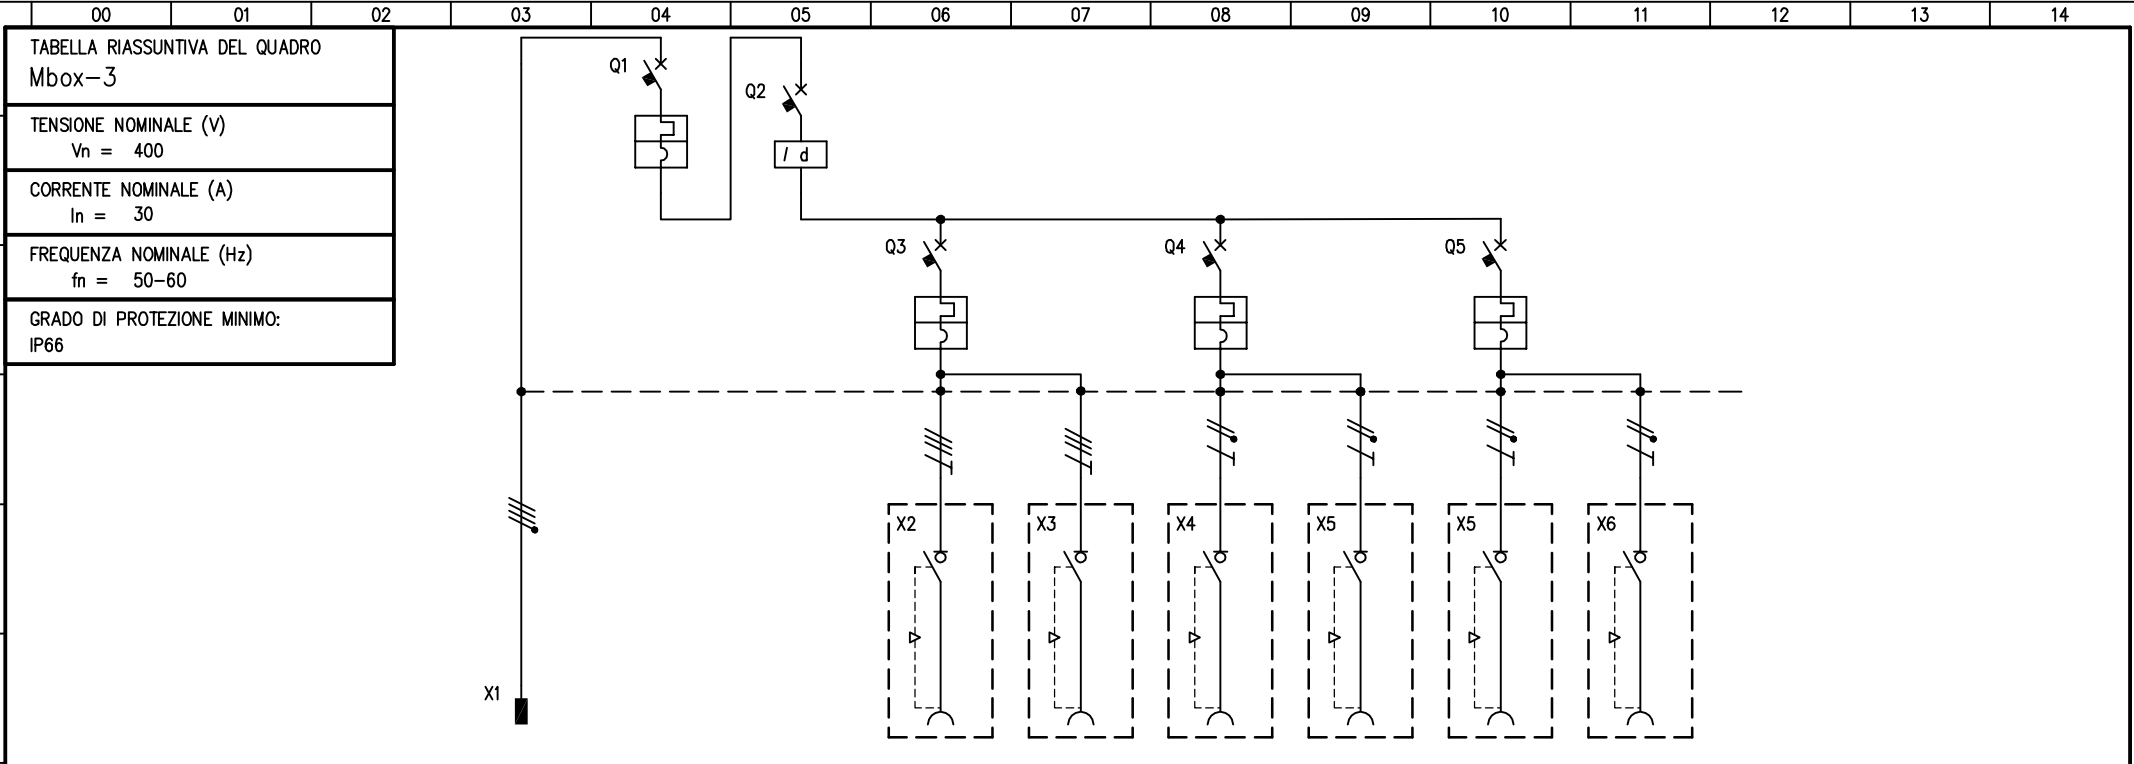 00 01 02 03 04 05 06 07 08 09 10 11 12 13 14
TABELLA RIASSUNTIVA DEL QUADRO
Mbox-3
TENSIONE NOMINALE (V)
Vn = 400
CORRENTE NOMINALE (A)
In = 30
FREQUENZA NOMINALE (Hz)
fn = 50-60
GRADO DI PROTEZIONE MINIMO:
IP66
Q1
Q2
I d
Q3 Q4 Q5
X2 X3 X4 X5 X5 X6
X1